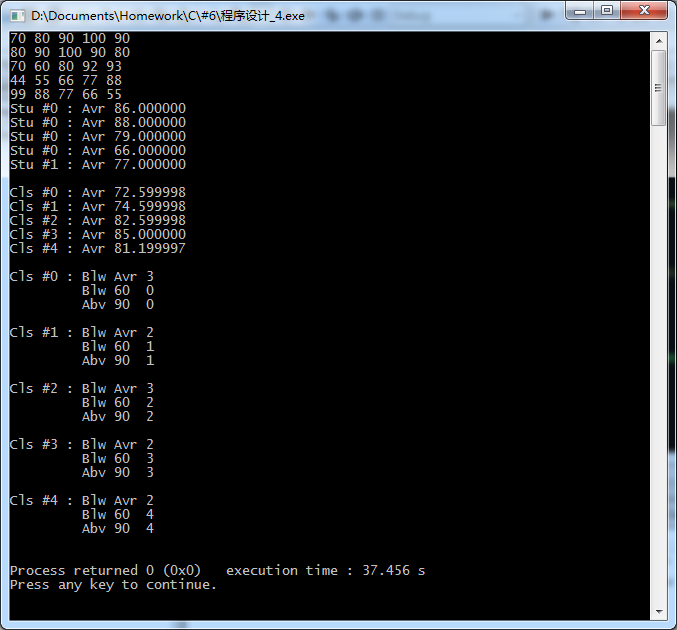 D:\Documents\Homework\C\#6\程序设计_4.exe
70 80 90 100 90
80 90 100 90 80
70 60 80 92 93
44 55 66 77 88
99 88 77 66 55
Stu #0 : Avr 86.000000
Stu #0 : Avr 88.000000
Stu #0 : Avr 79.000000
Stu #0 : Avr 66.000000
Stu #1 : Avr 77.000000
Cls #0 : Avr 72.599998
Cls #1 : Avr 74.599998
Cls #2 : Avr 82.599998
Cls #3 : Avr 85.000000
Cls #4 : Avr 81.199997
Cls #0 : Blw Avr 3
Blw 60  0
Abv 90  0
Cls #1 : Blw Avr 2
Blw 60  1
Abv 90  1
Cls #2 : Blw Avr 3
Blw 60  2
Abv 90  2
Cls #3 : Blw Avr 2
Blw 60  3
Abv 90  3
Cls #4 : Blw Avr 2
Blw 60  4
Abv 90  4
Process returned 0 (0x0)   execution time : 37.456 s
Press any key to continue.